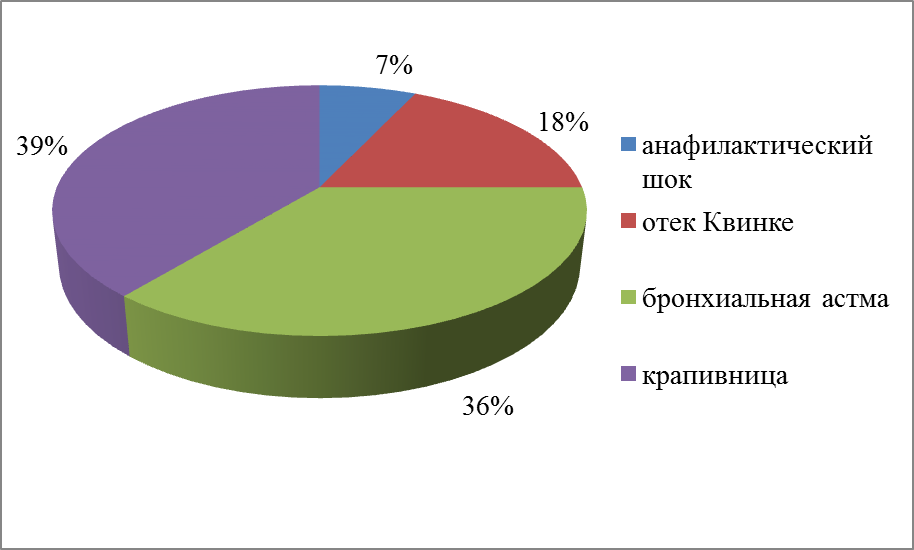 7%
18%
39%
36%
анафилактический
шок
отек Квинке
бронхиальная астма
крапивница